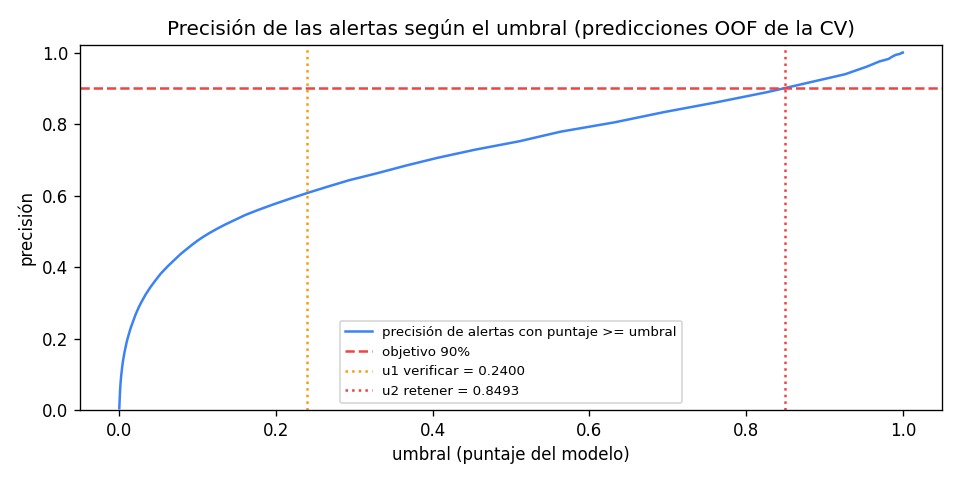 Precisión de las alertas según el umbral (predicciones OOF de la CV)
precisión
1.0
0.8
0.6
0.4
0.2
0.0
precisión de alertas con puntaje >= umbral
objetivo 90%
u1 verificar = 0.2400
u2 retener = 0.8493
0.0 0.2 0.4 0.6 0.8 1.0
umbral (puntaje del modelo)